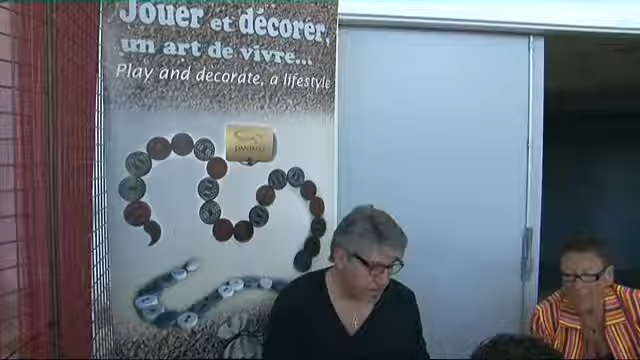 Jouer et décorer,
un art de vivre...
Play and decorate, a lifestyle